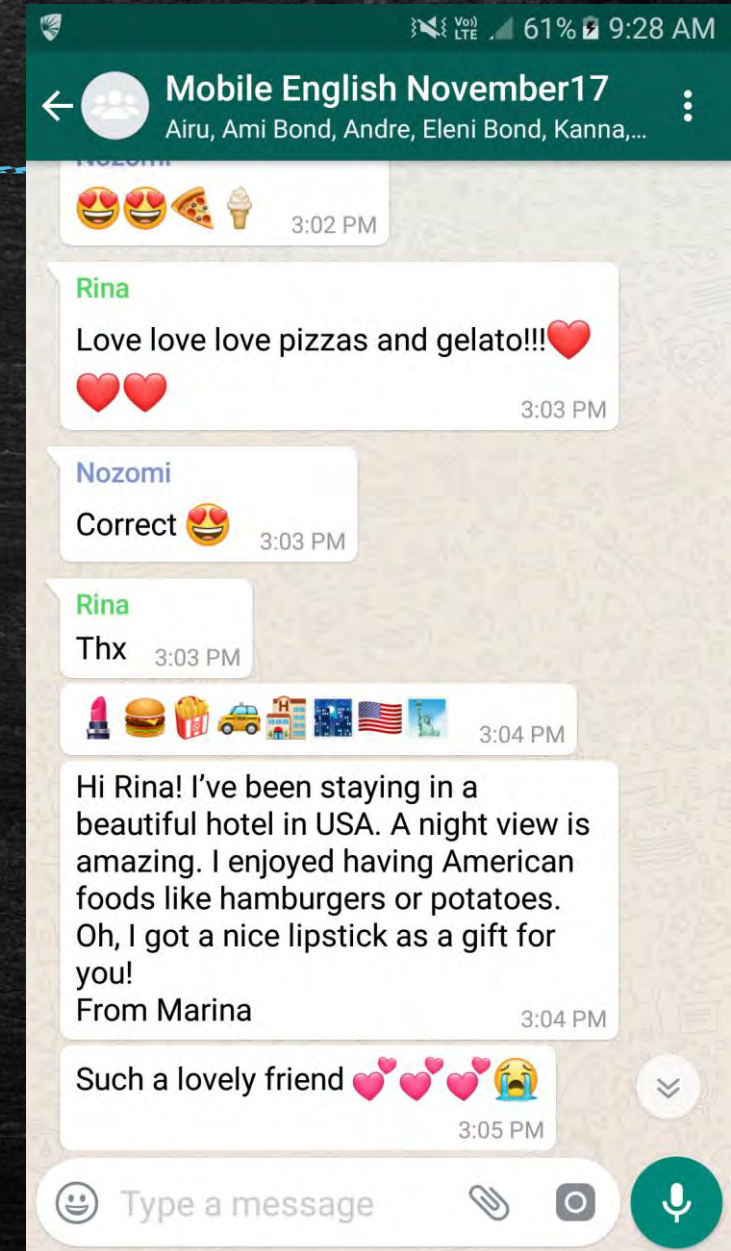 Vo)) LTE 61% 9:28 AM
Mobile English November17
Airu, Ami Bond, Andre, Eleni Bond, Kanna,...
Nozomi
😍😍🍕🍦 3:02 PM
Rina
Love love love pizzas and gelato!!!❤️
❤️❤️
3:03 PM
Nozomi
Correct 😍 3:03 PM
Rina
Thx 3:03 PM
💄🍔🍟🚕🏨🌃🇺🇸🗽 3:04 PM
Hi Rina! I’ve been staying in a
beautiful hotel in USA. A night view is
amazing. I enjoyed having American
foods like hamburgers or potatoes.
Oh, I got a nice lipstick as a gift for
you!
From Marina 3:04 PM
Such a lovely friend 💕💕💕😭
3:05 PM
Type a message